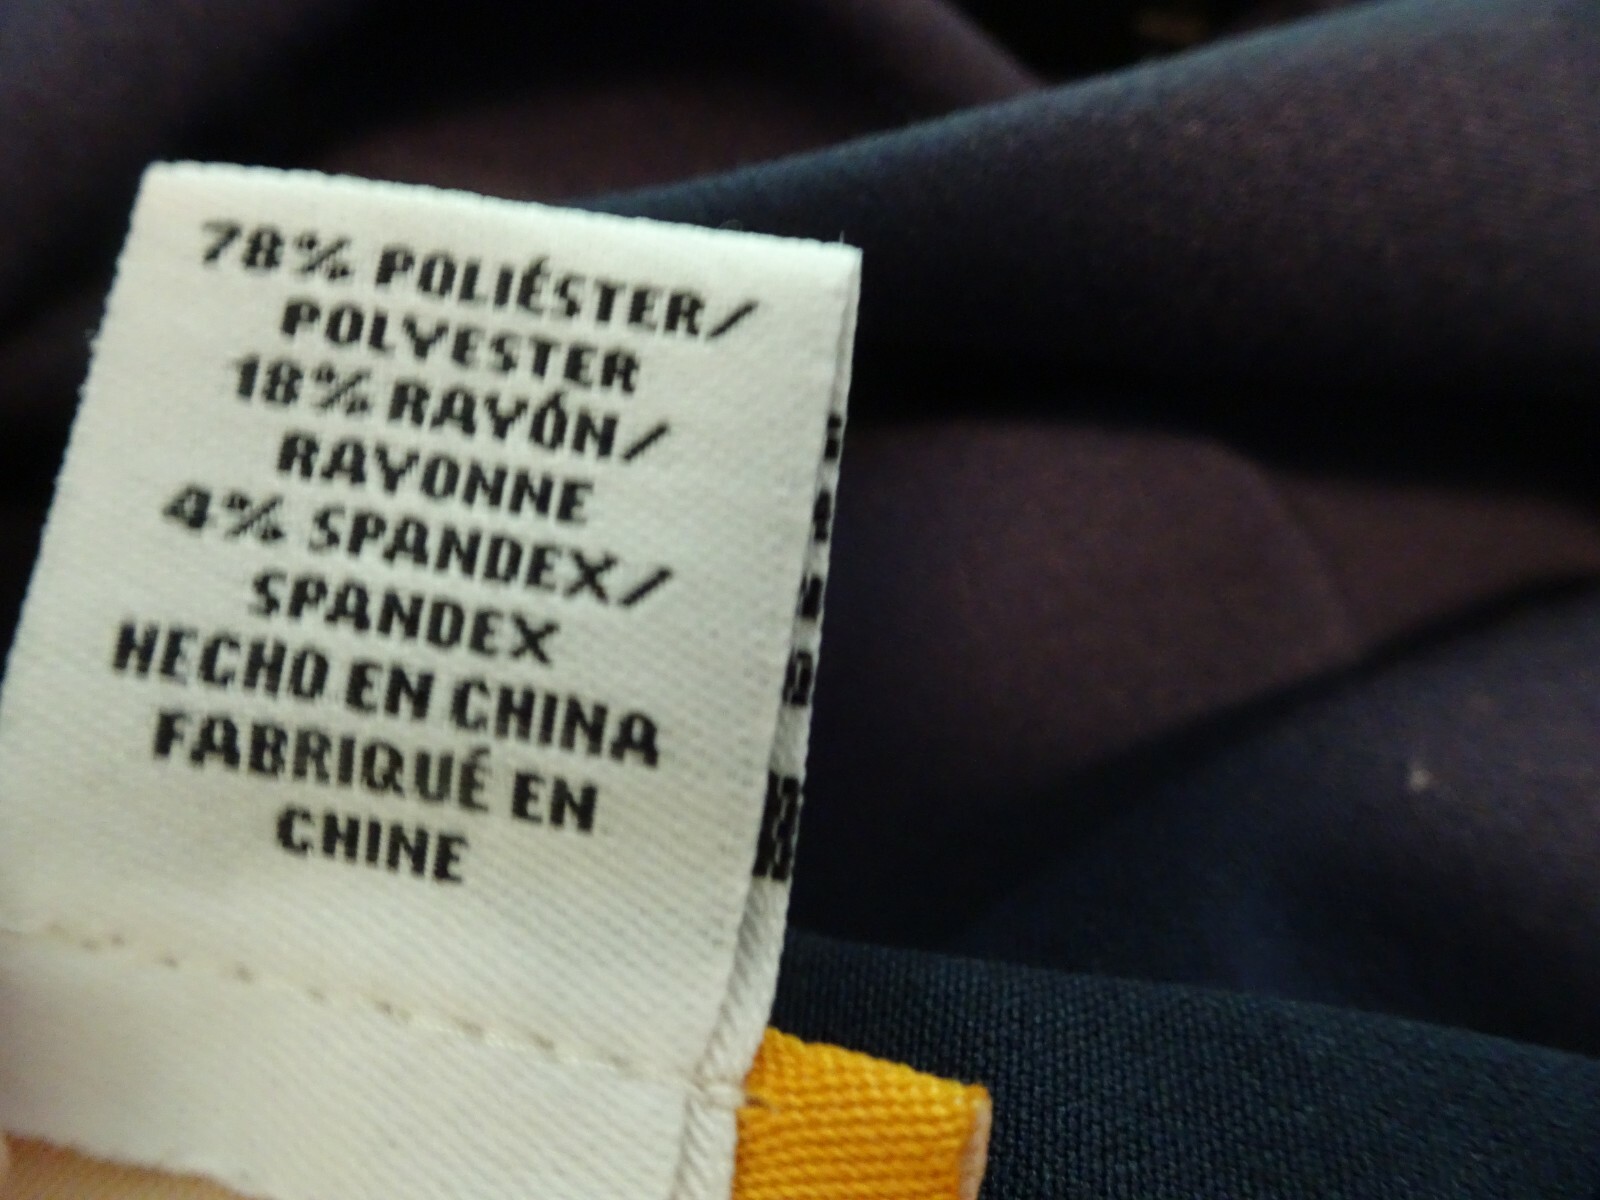 78% POLIÉSTER/
POLYESTER
18% RAYÓN/
RAYONNE
4% SPANDEX/
SPANDEX
HECHO EN CHINA
FABRIQUÉ EN
CHINE